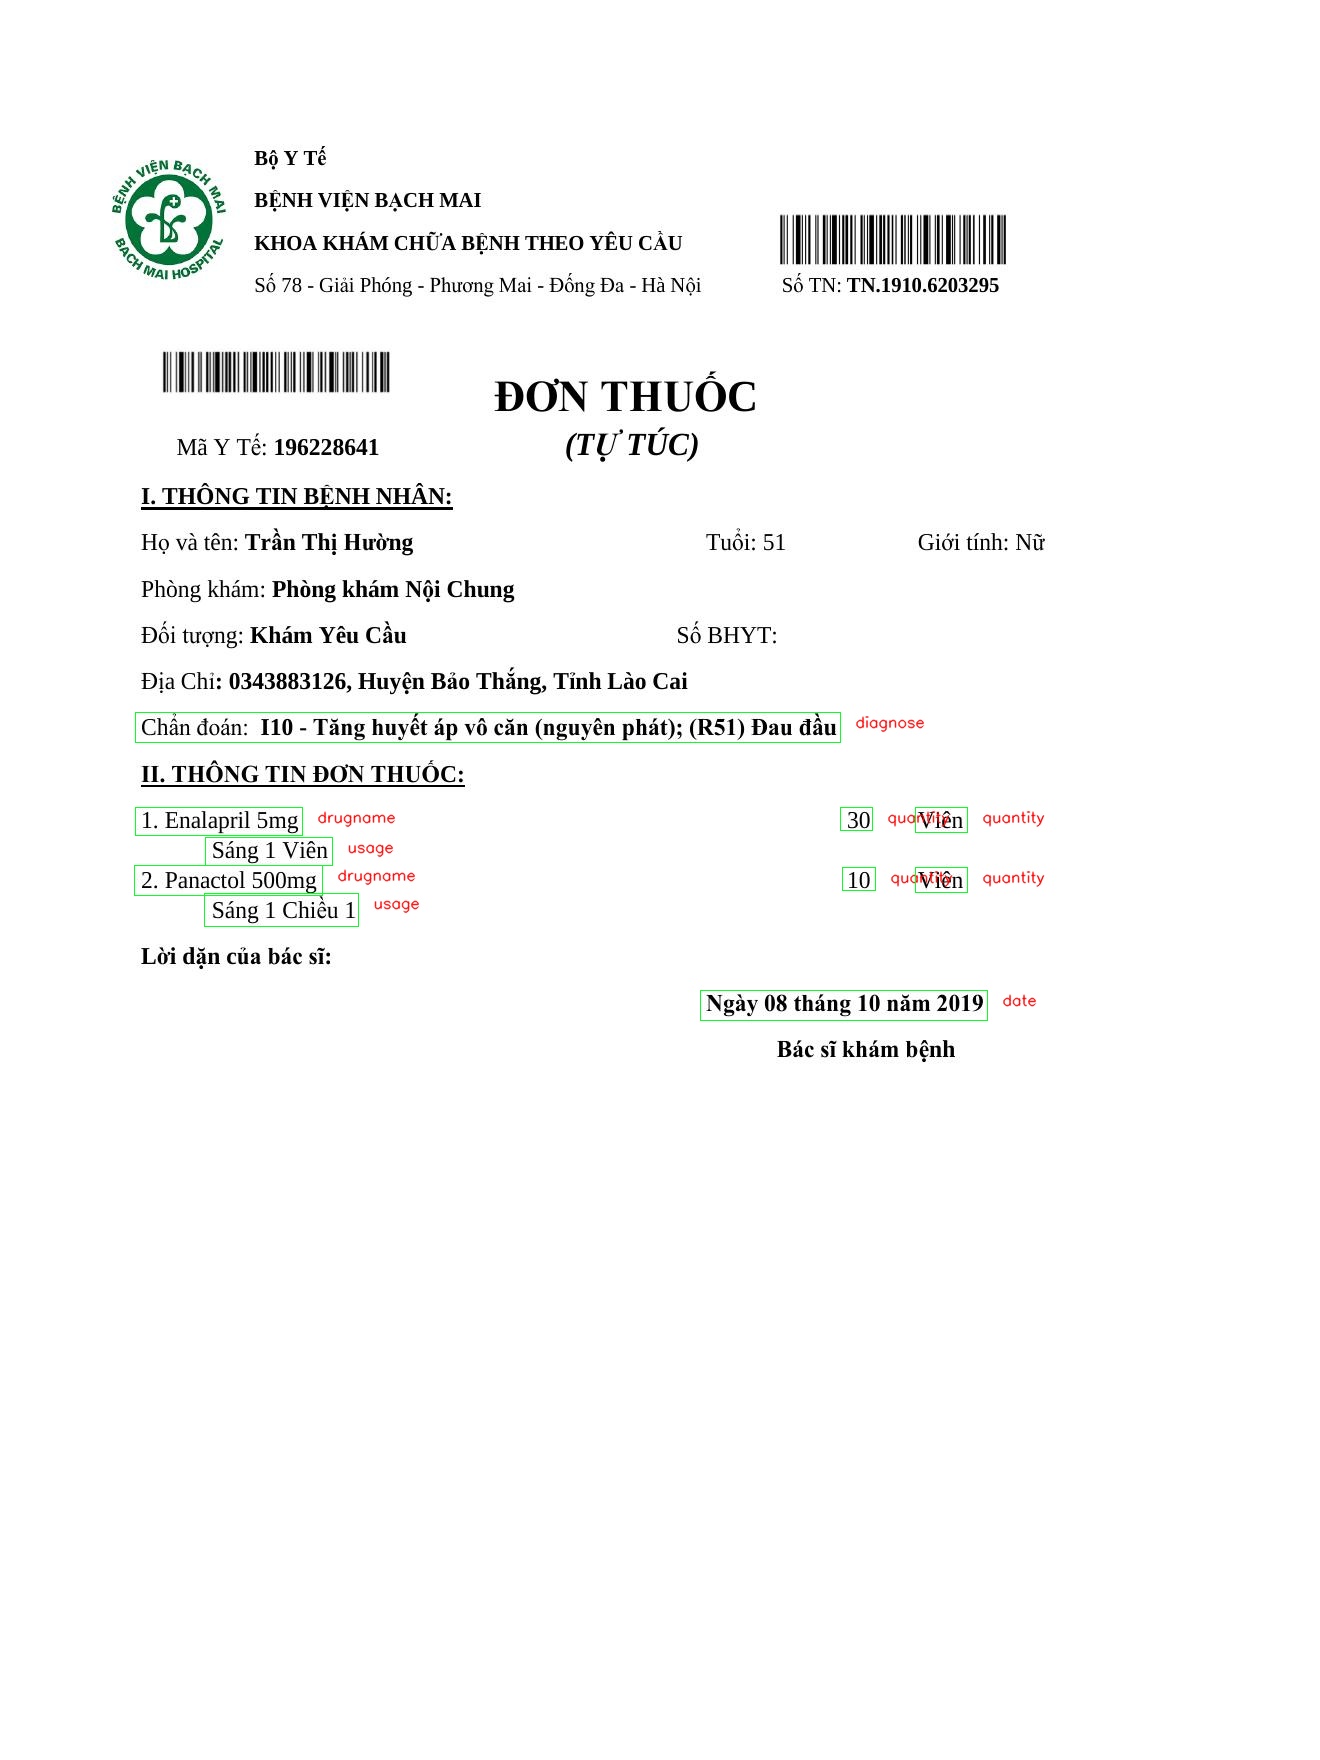 BỆNH VIỆN BẠCH MAI
BACH MAI HOSPITAL
Bộ Y Tế
BỆNH VIỆN BẠCH MAI
KHOA KHÁM CHỮA BỆNH THEO YÊU CẦU
Số 78 - Giải Phóng - Phương Mai - Đống Đa - Hà Nội
Số TN: TN.1910.6203295
ĐƠN THUỐC
(TỰ TÚC)
Mã Y Tế: 196228641
I. THÔNG TIN BỆNH NHÂN:
Họ và tên: Trần Thị Hường Tuổi: 51 Giới tính: Nữ
Phòng khám: Phòng khám Nội Chung
Đối tượng: Khám Yêu Cầu Số BHYT:
Địa Chỉ: 0343883126, Huyện Bảo Thắng, Tỉnh Lào Cai
Chẩn đoán: I10 - Tăng huyết áp vô căn (nguyên phát); (R51) Đau đầu diagnose
II. THÔNG TIN ĐƠN THUỐC:
1. Enalapril 5mg drugname 30 quantity Viên quantity
Sáng 1 Viên usage
2. Panactol 500mg drugname 10 quantity Viên quantity
Sáng 1 Chiều 1 usage
Lời dặn của bác sĩ:
Ngày 08 tháng 10 năm 2019 date
Bác sĩ khám bệnh